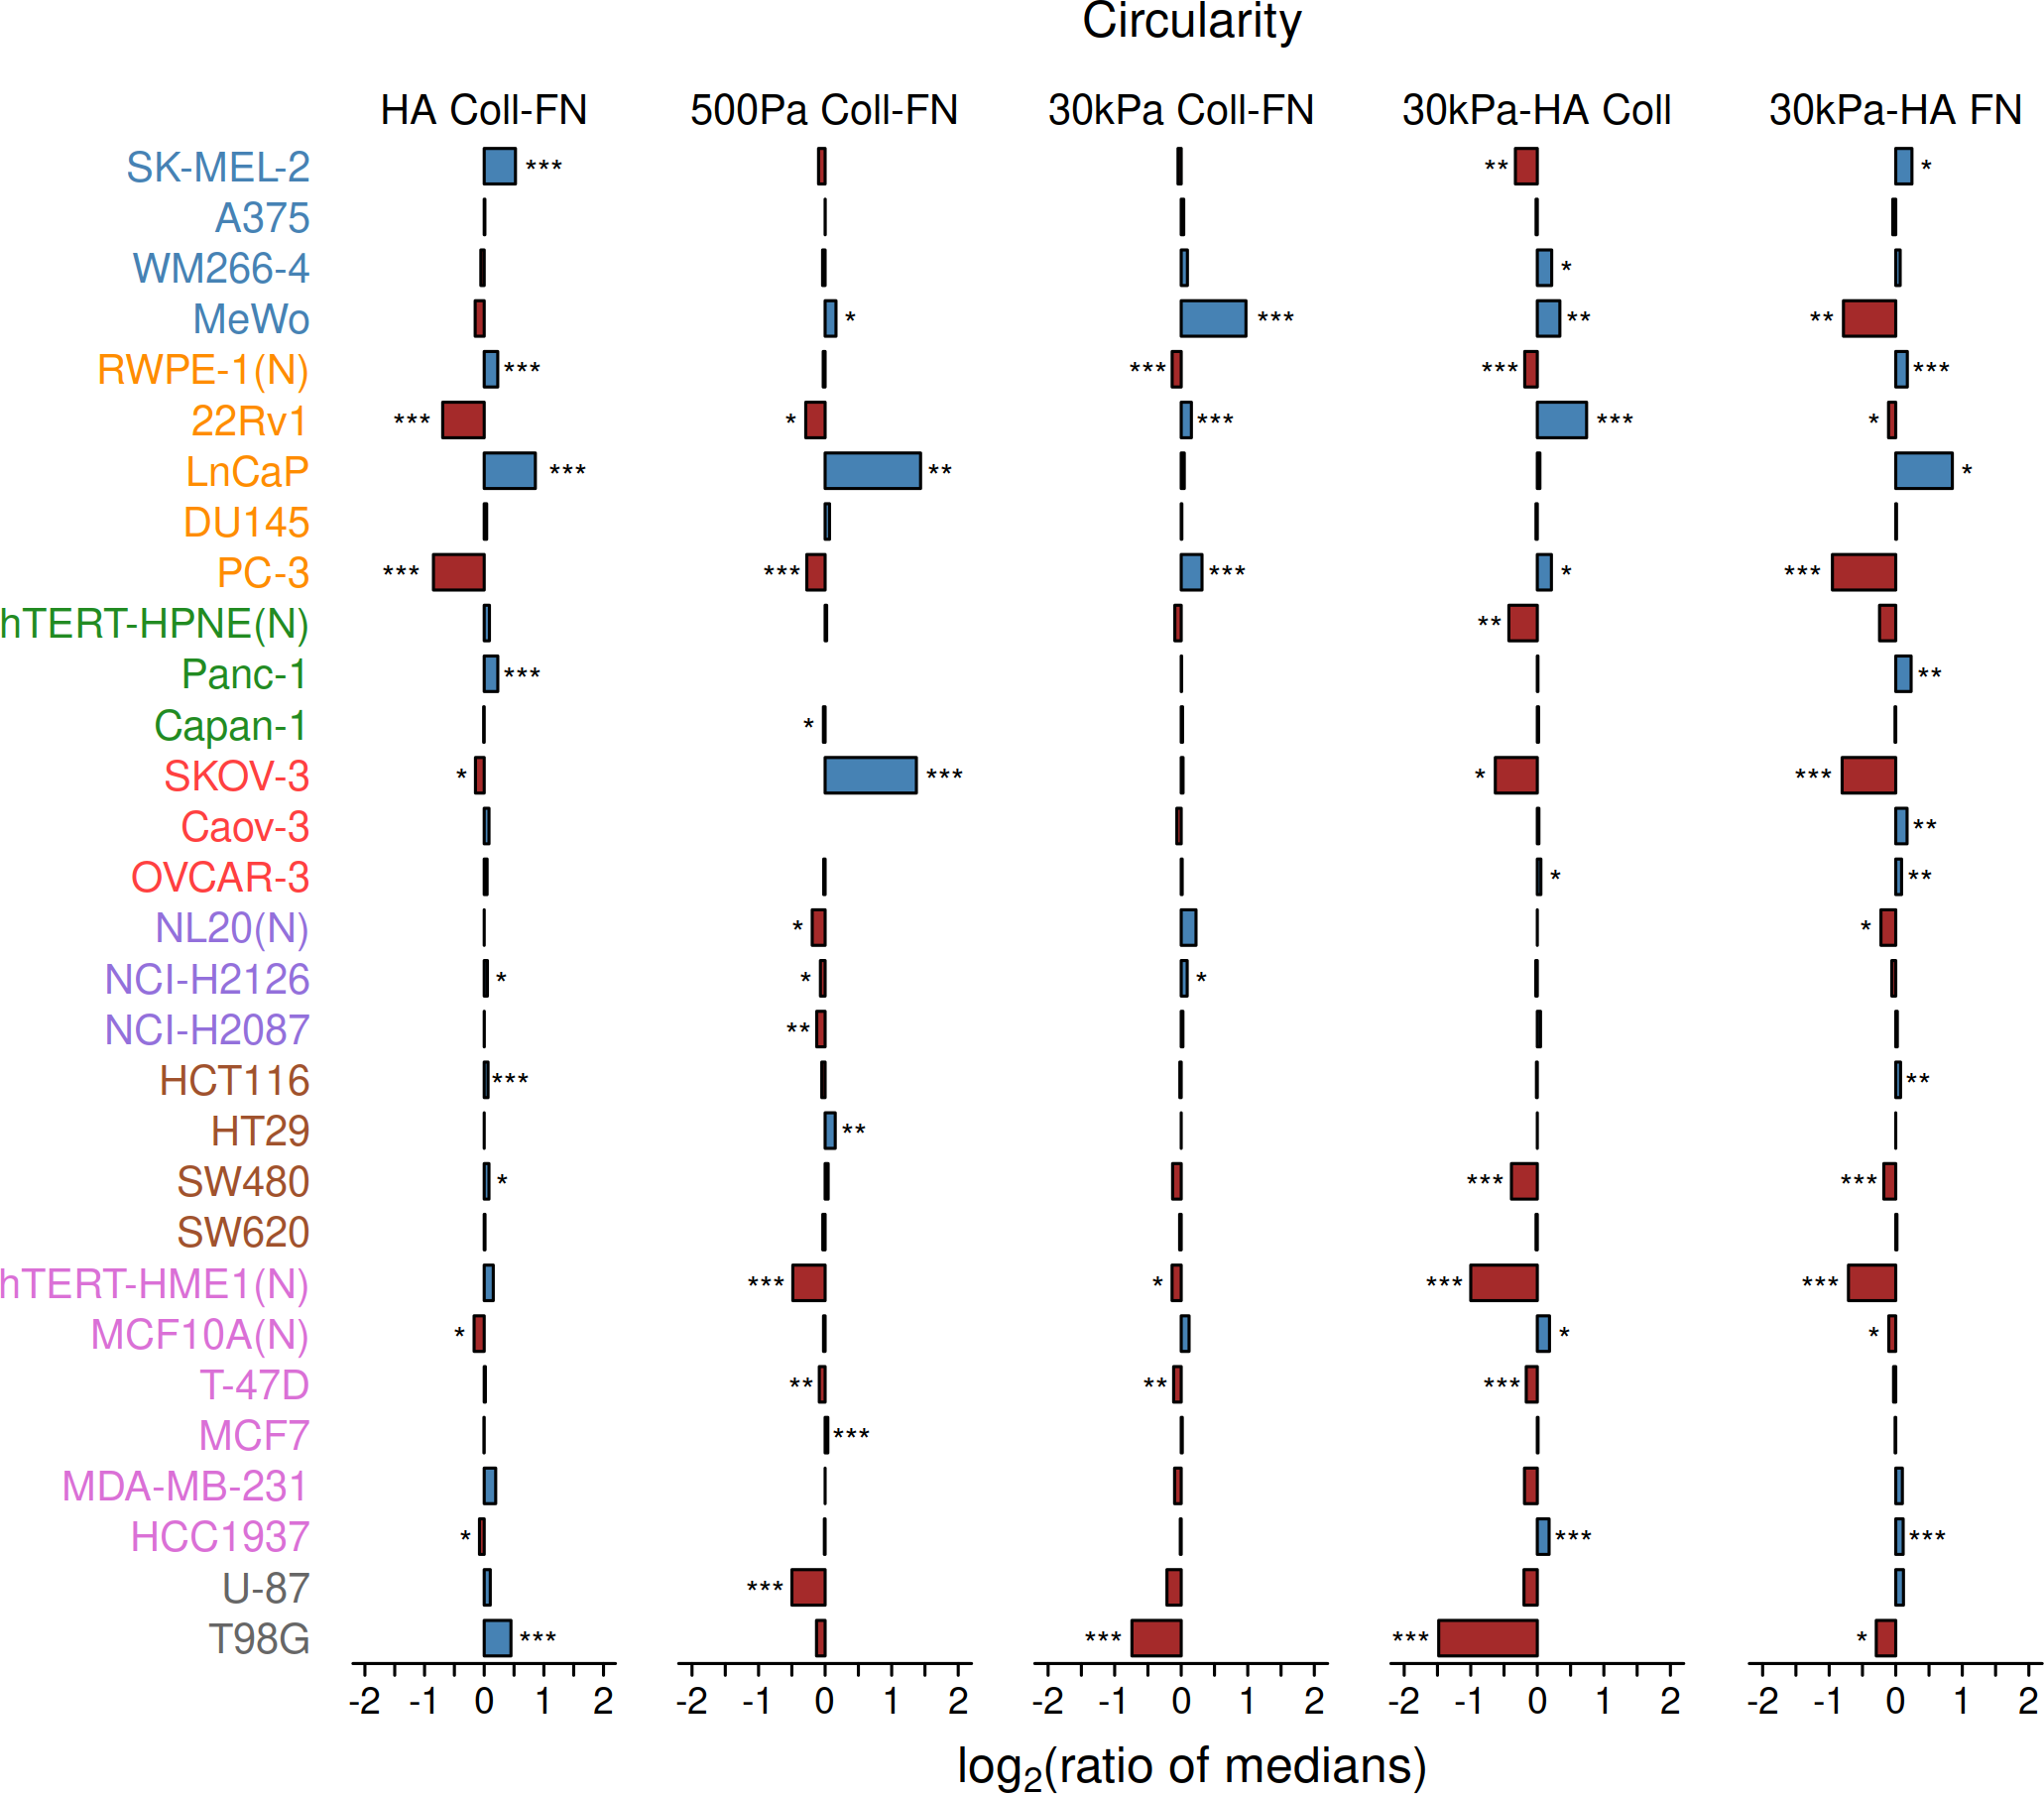 Circularity
HA Coll-FN 500Pa Coll-FN 30kPa Coll-FN 30kPa-HA Coll 30kPa-HA FN
SK-MEL-2 *** ** *
A375
WM266-4 *
MeWo * *** ** **
RWPE-1(N) *** *** *** ***
22Rv1 *** * *** *** *
LnCaP *** ** *
DU145
PC-3 *** *** *** * ***
hTERT-HPNE(N) **
Panc-1 *** **
Capan-1 *
SKOV-3 * *** * ***
Caov-3 **
OVCAR-3 * **
NL20(N) * *
NCI-H2126 * * *
NCI-H2087 **
HCT116 *** **
HT29 **
SW480 * *** ***
SW620
hTERT-HME1(N) *** * *** ***
MCF10A(N) * * *
T-47D ** ** ***
MCF7 ***
MDA-MB-231
HCC1937 * *** ***
U-87 ***
T98G *** *** *** *
-2 -1 0 1 2 -2 -1 0 1 2 -2 -1 0 1 2 -2 -1 0 1 2 -2 -1 0 1 2
log₂(ratio of medians)